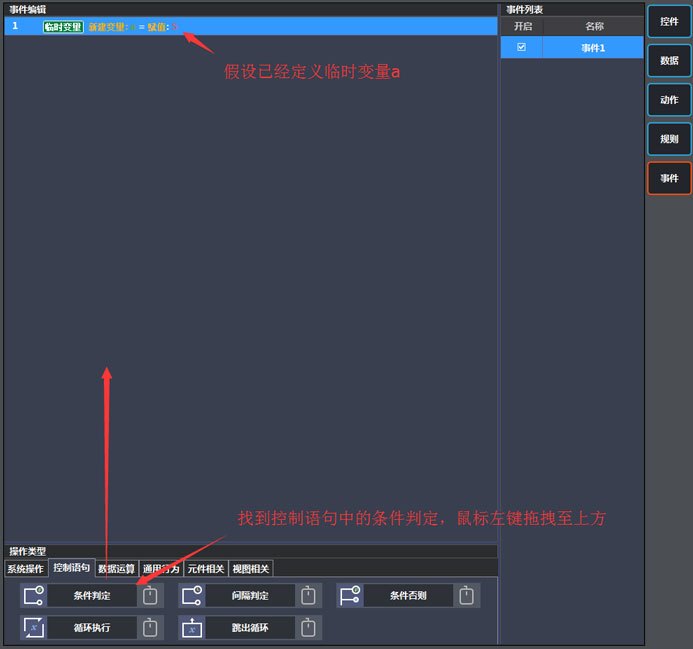 事件编辑
1 临时变量 新建变量: a = 赋值:
假设已经定义临时变量a
事件列表
开启 名称
事件1
控件
数据
动作
规则
事件
找到控制语句中的条件判定，鼠标左键拖拽至上方
操作类型
系统操作 控制语句 数据运算 通用行为 元件相关 视图相关
条件判定 间隔判定 条件否则
循环执行 跳出循环